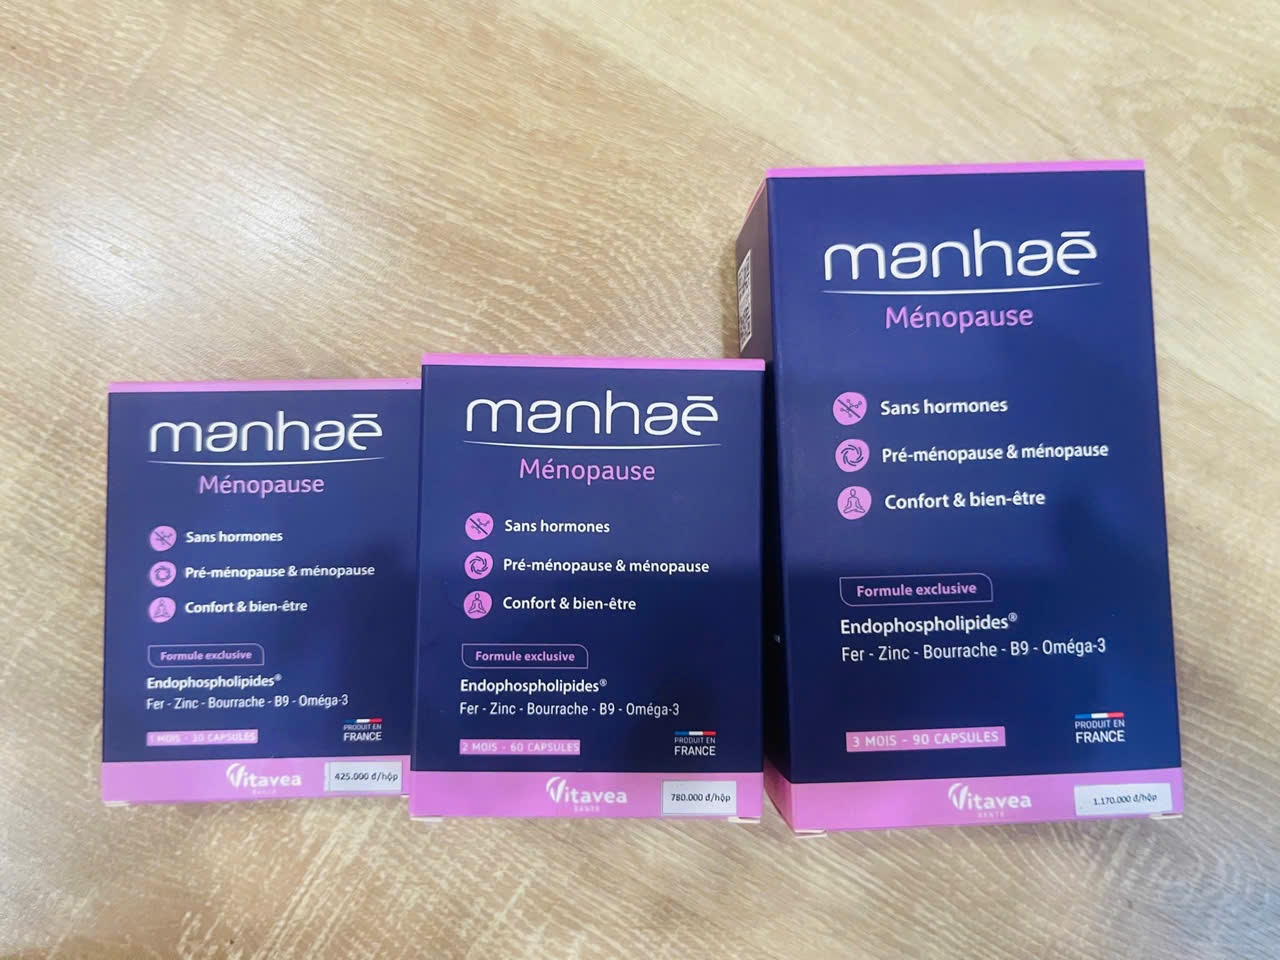 manhaē
Ménopause
Sans hormones
Pré-ménopause & ménopause
Confort & bien-être
Formule exclusive
Endophospholipides®
Fer - Zinc - Bourrache - B9 - Oméga-3
1 MOIS - 30 CAPSULES
PRODUIT EN
FRANCE
Vitavea
SANTÉ
425.000 đ/hộp
manhaē
Ménopause
Sans hormones
Pré-ménopause & ménopause
Confort & bien-être
Formule exclusive
Endophospholipides®
Fer - Zinc - Bourrache - B9 - Oméga-3
2 MOIS - 60 CAPSULES
PRODUIT EN
FRANCE
Vitavea
SANTÉ
780.000 đ/hộp
manhaē
Ménopause
Sans hormones
Pré-ménopause & ménopause
Confort & bien-être
Formule exclusive
Endophospholipides®
Fer - Zinc - Bourrache - B9 - Oméga-3
3 MOIS - 90 CAPSULES
PRODUIT EN
FRANCE
Vitavea
SANTÉ
1.170.000 đ/hộp